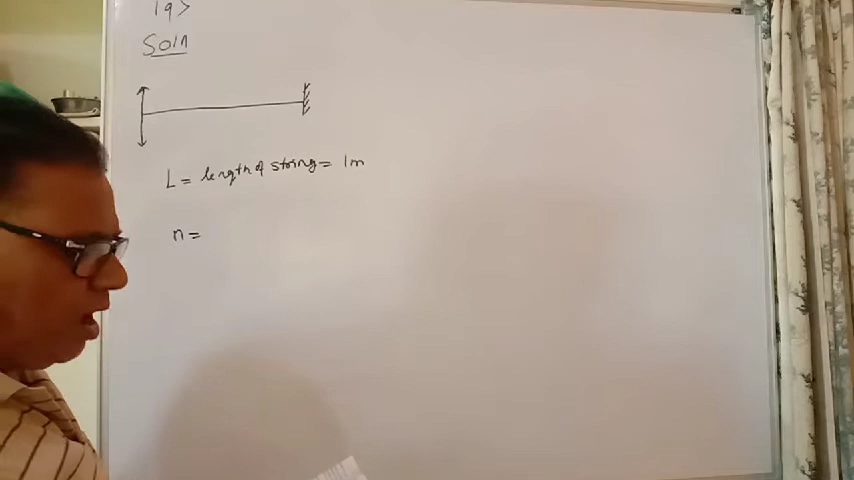 19>
Soln
L = length of string = 1m
n =